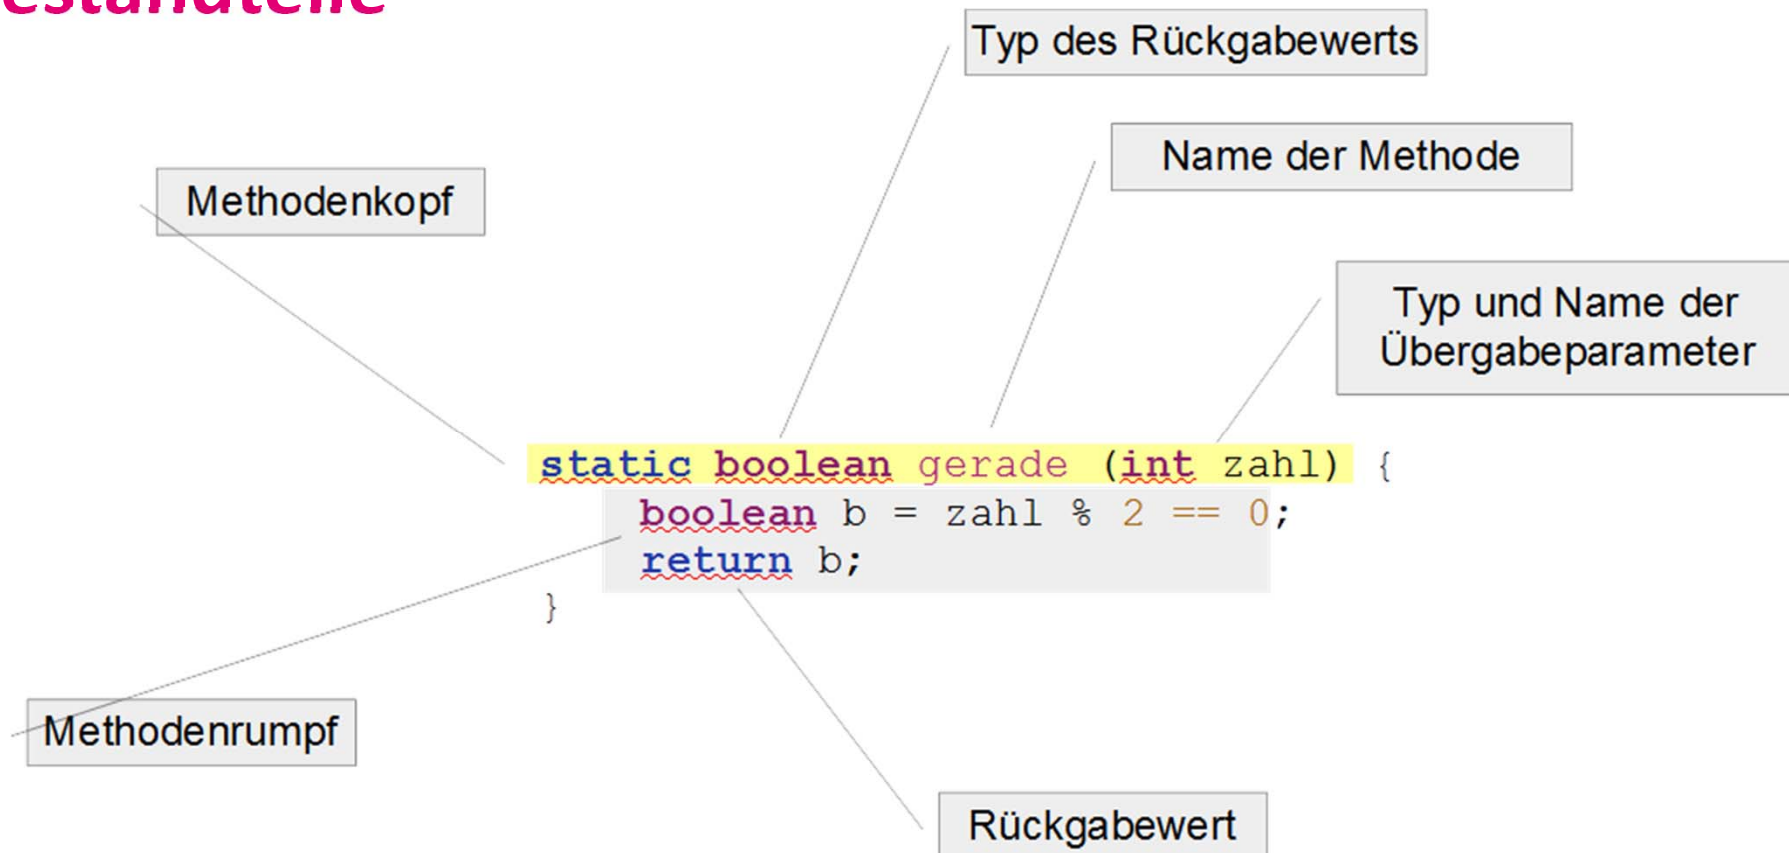 estandteile
Typ des Rückgabewerts
Name der Methode
Methodenkopf
Typ und Name der
Übergabeparameter
static boolean gerade (int zahl) {
boolean b = zahl % 2 == 0;
return b;
}
Methodenrumpf
Rückgabewert